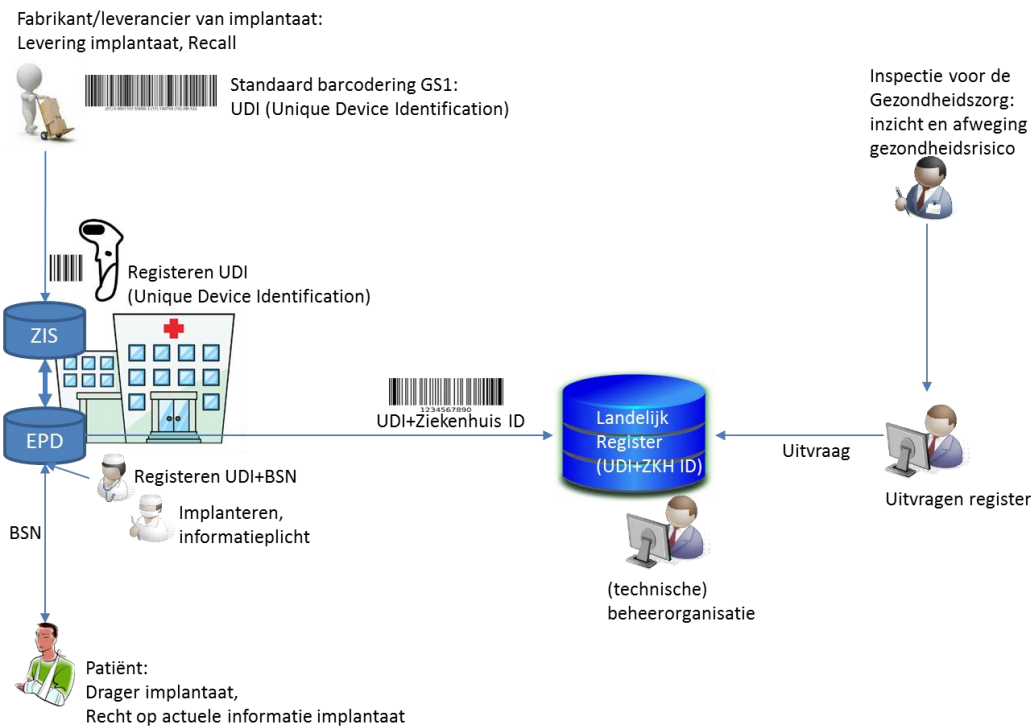 Fabrikant/leverancier van implantaat:
Levering implantaat, Recall
Standaard barcodering GS1:
UDI (Unique Device Identification)
Inspectie voor de
Gezondheidszorg:
inzicht en afweging
gezondheidsrisico
Registeren UDI
(Unique Device Identification)
ZIS
EPD
1234567890
UDI+Ziekenhuis ID
Landelijk
Register
(UDI+ZKH ID)
Uitvraag
Uitvragen register
Registeren UDI+BSN
Implanteren,
informatieplicht
BSN
(technische)
beheerorganisatie
Patiënt:
Drager implantaat,
Recht op actuele informatie implantaat